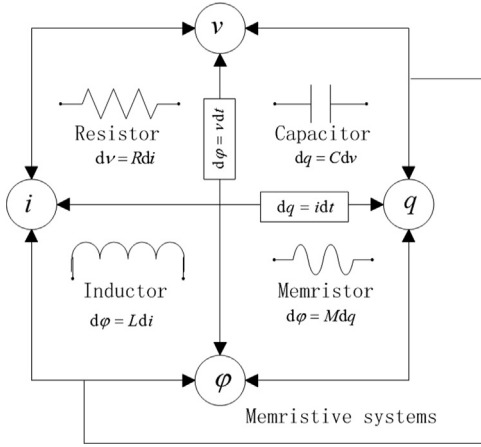 v
Resistor
dv = Rdi
dφ = vdt
Capacitor
dq = Cdv
i
dq = idt
q
Inductor
dφ = Ldi
Memristor
dφ = Mdq
φ
Memristive systems